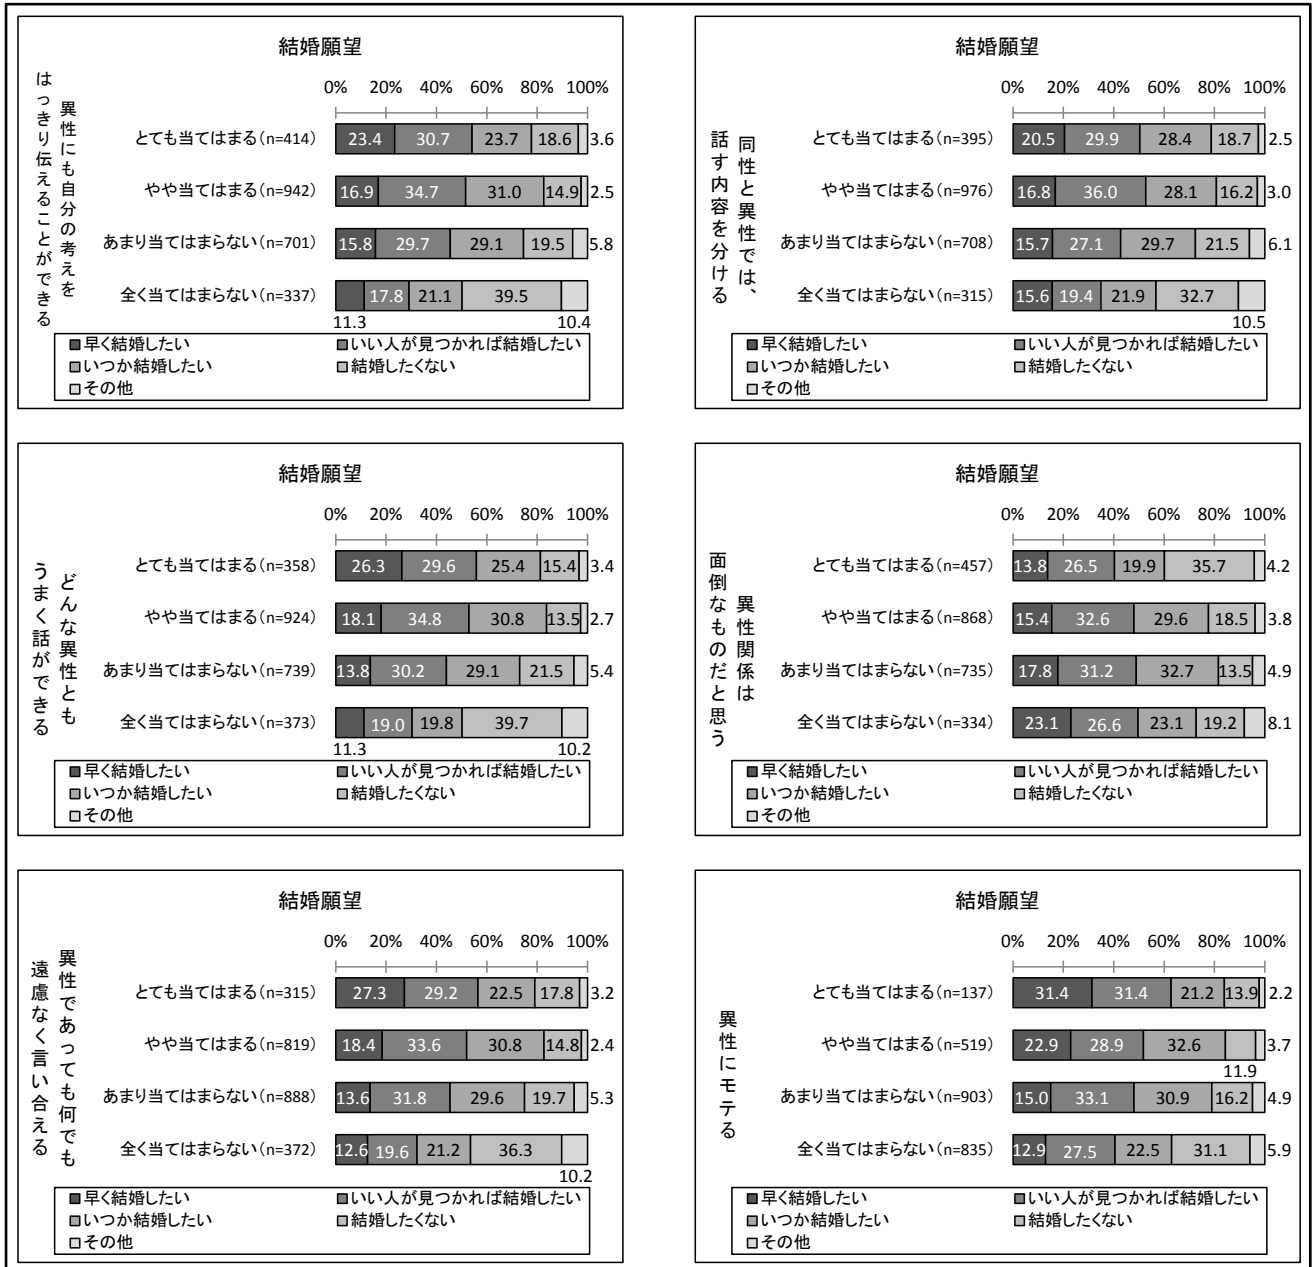 結婚願望
異性にも自分の考えを
はっきり伝えることができる
0% 20% 40% 60% 80% 100%
とても当てはまる(n=414) 23.4 30.7 23.7 18.6 3.6
やや当てはまる(n=942) 16.9 34.7 31.0 14.9 2.5
あまり当てはまらない(n=701) 15.8 29.7 29.1 19.5 5.8
全く当てはまらない(n=337) 17.8 21.1 39.5
11.3 10.4
早く結婚したい いい人が見つかれば結婚したい
いつか結婚したい 結婚したくない
その他
結婚願望
同性と異性では、
話す内容を分ける
0% 20% 40% 60% 80% 100%
とても当てはまる(n=395) 20.5 29.9 28.4 18.7 2.5
やや当てはまる(n=976) 16.8 36.0 28.1 16.2 3.0
あまり当てはまらない(n=708) 15.7 27.1 29.7 21.5 6.1
全く当てはまらない(n=315) 15.6 19.4 21.9 32.7
10.5
早く結婚したい いい人が見つかれば結婚したい
いつか結婚したい 結婚したくない
その他
結婚願望
どんな異性とも
うまく話ができる
0% 20% 40% 60% 80% 100%
とても当てはまる(n=358) 26.3 29.6 25.4 15.4 3.4
やや当てはまる(n=924) 18.1 34.8 30.8 13.5 2.7
あまり当てはまらない(n=739) 13.8 30.2 29.1 21.5 5.4
全く当てはまらない(n=373) 19.0 19.8 39.7
11.3 10.2
早く結婚したい いい人が見つかれば結婚したい
いつか結婚したい 結婚したくない
その他
結婚願望
異性関係は
面倒なものだと思う
0% 20% 40% 60% 80% 100%
とても当てはまる(n=457) 13.8 26.5 19.9 35.7 4.2
やや当てはまる(n=868) 15.4 32.6 29.6 18.5 3.8
あまり当てはまらない(n=735) 17.8 31.2 32.7 13.5 4.9
全く当てはまらない(n=334) 23.1 26.6 23.1 19.2 8.1
早く結婚したい いい人が見つかれば結婚したい
いつか結婚したい 結婚したくない
その他
結婚願望
異性であっても何でも
遠慮なく言い合える
0% 20% 40% 60% 80% 100%
とても当てはまる(n=315) 27.3 29.2 22.5 17.8 3.2
やや当てはまる(n=819) 18.4 33.6 30.8 14.8 2.4
あまり当てはまらない(n=888) 13.6 31.8 29.6 19.7 5.3
全く当てはまらない(n=372) 12.6 19.6 21.2 36.3
10.2
早く結婚したい いい人が見つかれば結婚したい
いつか結婚したい 結婚したくない
その他
結婚願望
異性にモテる
0% 20% 40% 60% 80% 100%
とても当てはまる(n=137) 31.4 31.4 21.2 13.9 2.2
やや当てはまる(n=519) 22.9 28.9 32.6 3.7
11.9
あまり当てはまらない(n=903) 15.0 33.1 30.9 16.2 4.9
全く当てはまらない(n=835) 12.9 27.5 22.5 31.1 5.9
早く結婚したい いい人が見つかれば結婚したい
いつか結婚したい 結婚したくない
その他